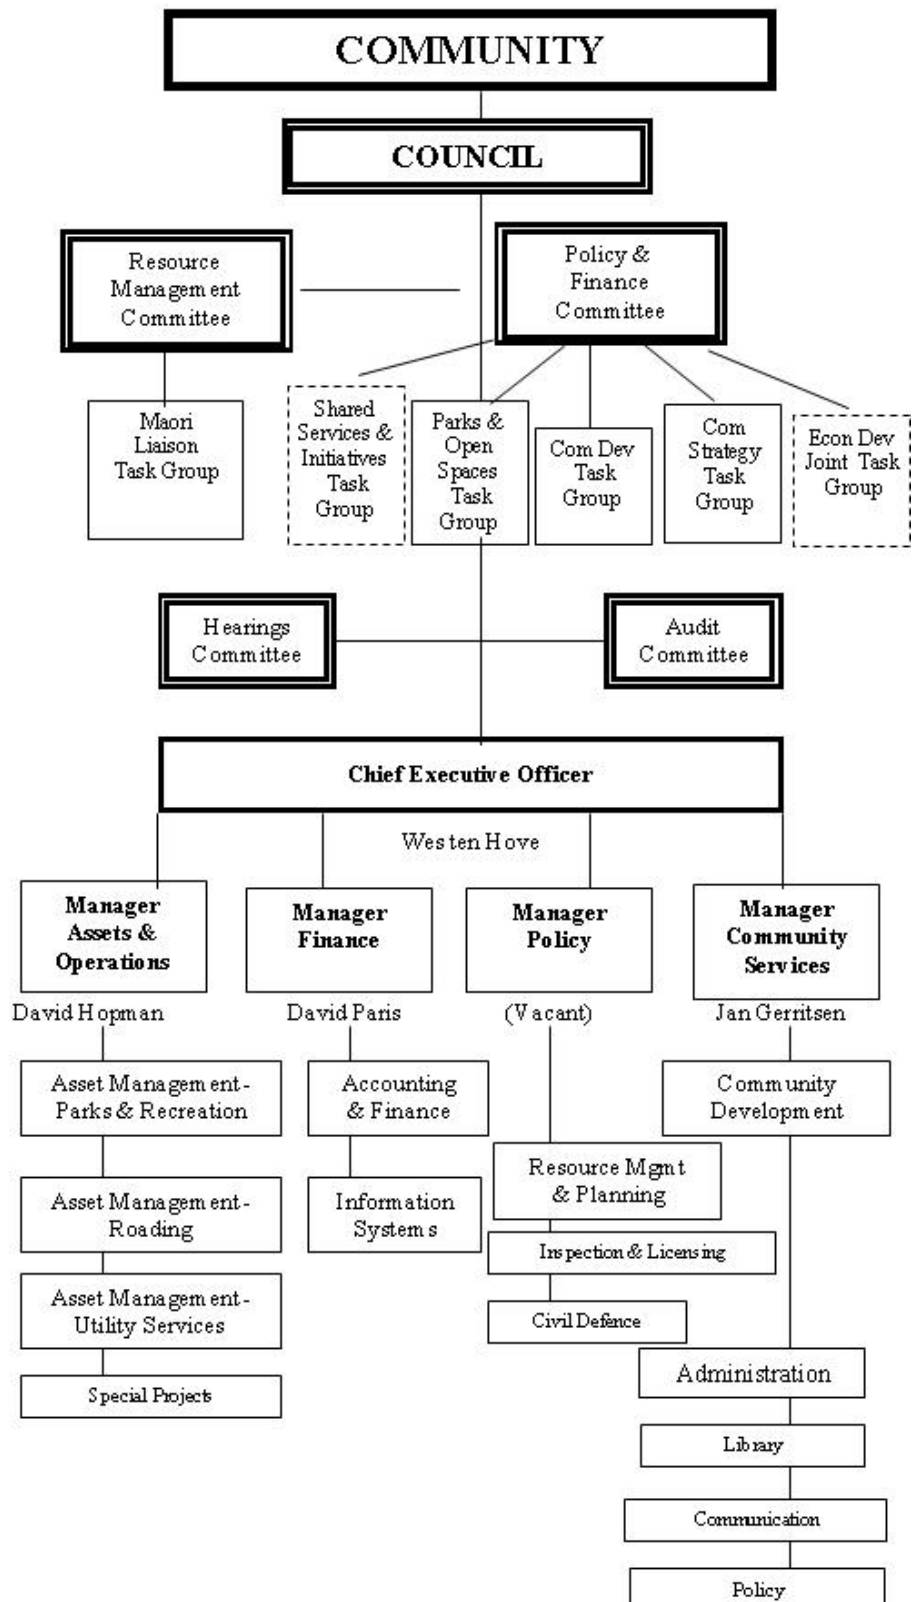 COMMUNITY
COUNCIL
Resource
Management
Committee
Policy &
Finance
Committee
Maori
Liaison
Task Group
Shared
Services &
Initiatives
Task
Group
Parks &
Open
Spaces
Task
Group
Com Dev
Task
Group
Com
Strategy
Task
Group
Econ Dev
Joint Task
Group
Hearings
Committee
Audit
Committee
Chief Executive Officer
Westen Hove
Manager
Assets &
Operations
Manager
Finance
Manager
Policy
Manager
Community
Services
David Hopman
David Paris
(Vacant)
Jan Gerritsen
Asset Management-
Parks & Recreation
Asset Management-
Roading
Asset Management-
Utility Services
Special Projects
Accounting
& Finance
Information
Systems
Resource Mgmt
& Planning
Inspection & Licensing
Civil Defence
Community
Development
Administration
Library
Communication
Policy